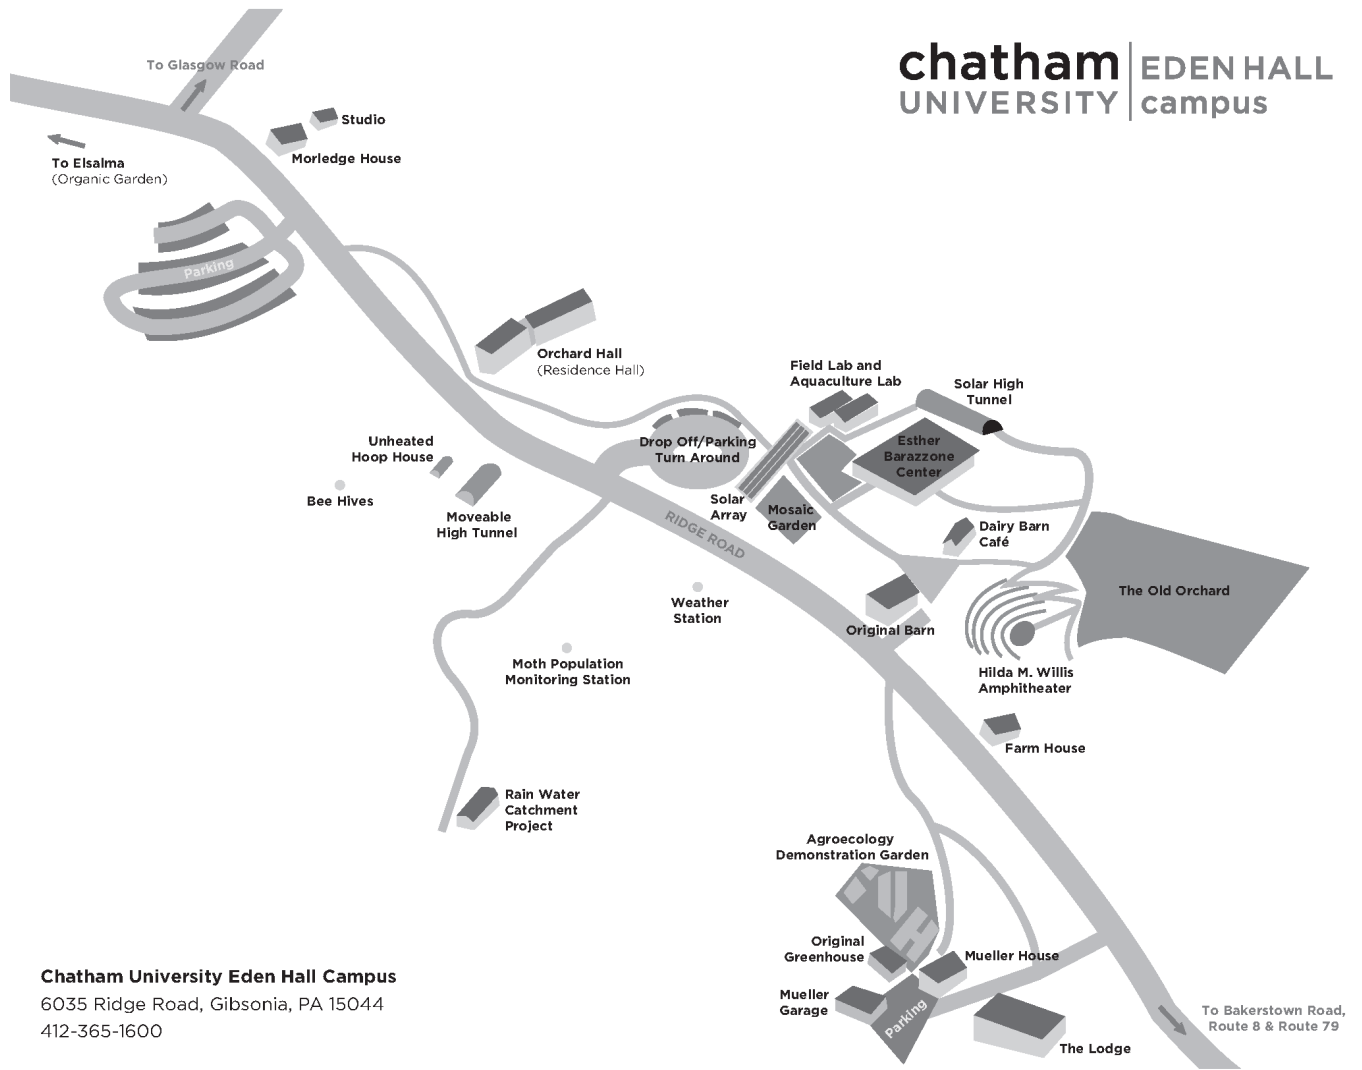 chatham
UNIVERSITY
EDEN HALL
campus
To Glasgow Road
Studio
Morledge House
To Elsalma
(Organic Garden)
Parking
Orchard Hall
(Residence Hall)
Field Lab and
Aquaculture Lab
Solar High
Tunnel
Unheated
Hoop House
Bee Hives
Moveable
High Tunnel
Drop Off/Parking
Turn Around
Esther
Barazzone
Center
Solar
Array
Mosaic
Garden
RIDGE ROAD
Dairy Barn
Café
The Old Orchard
Weather
Station
Original Barn
Moth Population
Monitoring Station
Hilda M. Willis
Amphitheater
Farm House
Rain Water
Catchment
Project
Agroecology
Demonstration Garden
Original
Greenhouse
Mueller House
Mueller
Garage
Parking
The Lodge
To Bakerstown Road,
Route 8 & Route 79
Chatham University Eden Hall Campus
6035 Ridge Road, Gibsonia, PA 15044
412-365-1600